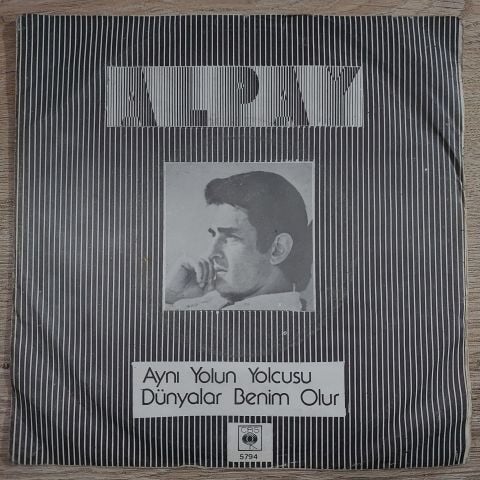 ALPAY
Aynı Yolun Yolcusu
Dünyalar Benim Olur
CBS
5794